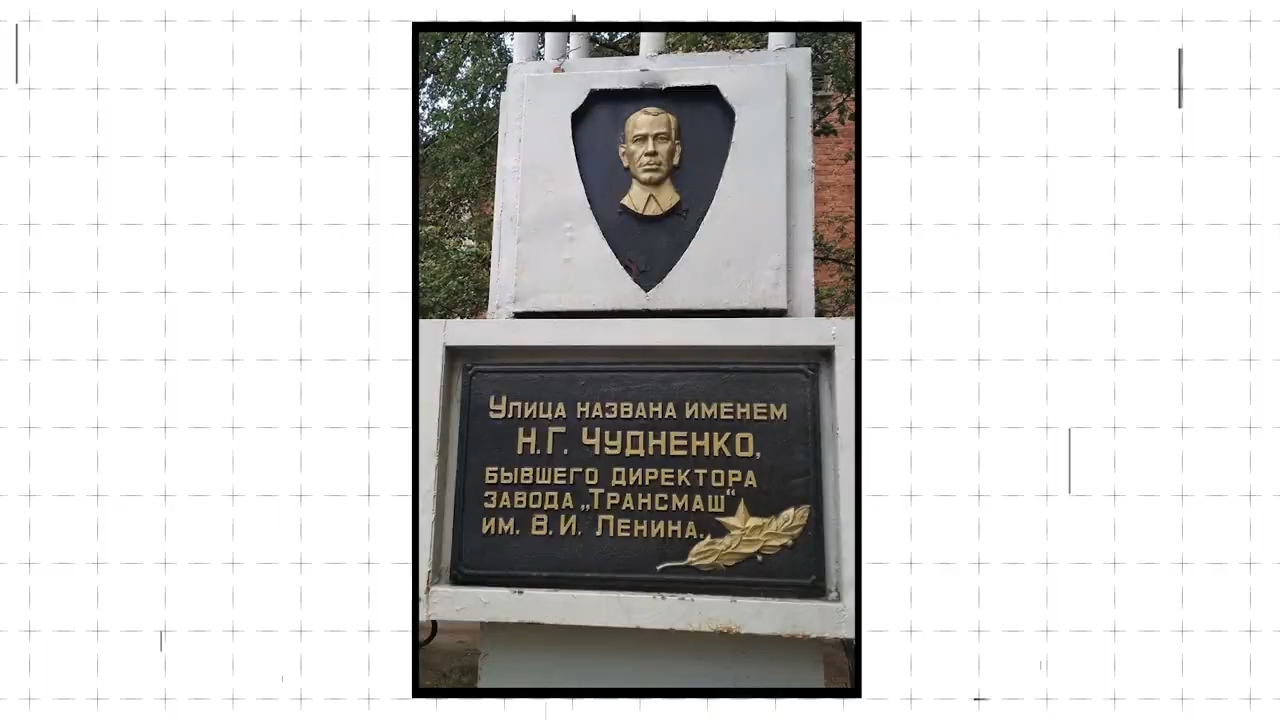 Улица названа именем
Н.Г. Чудненко,
бывшего директора
завода „Трансмаш“
им. В.И. Ленина.